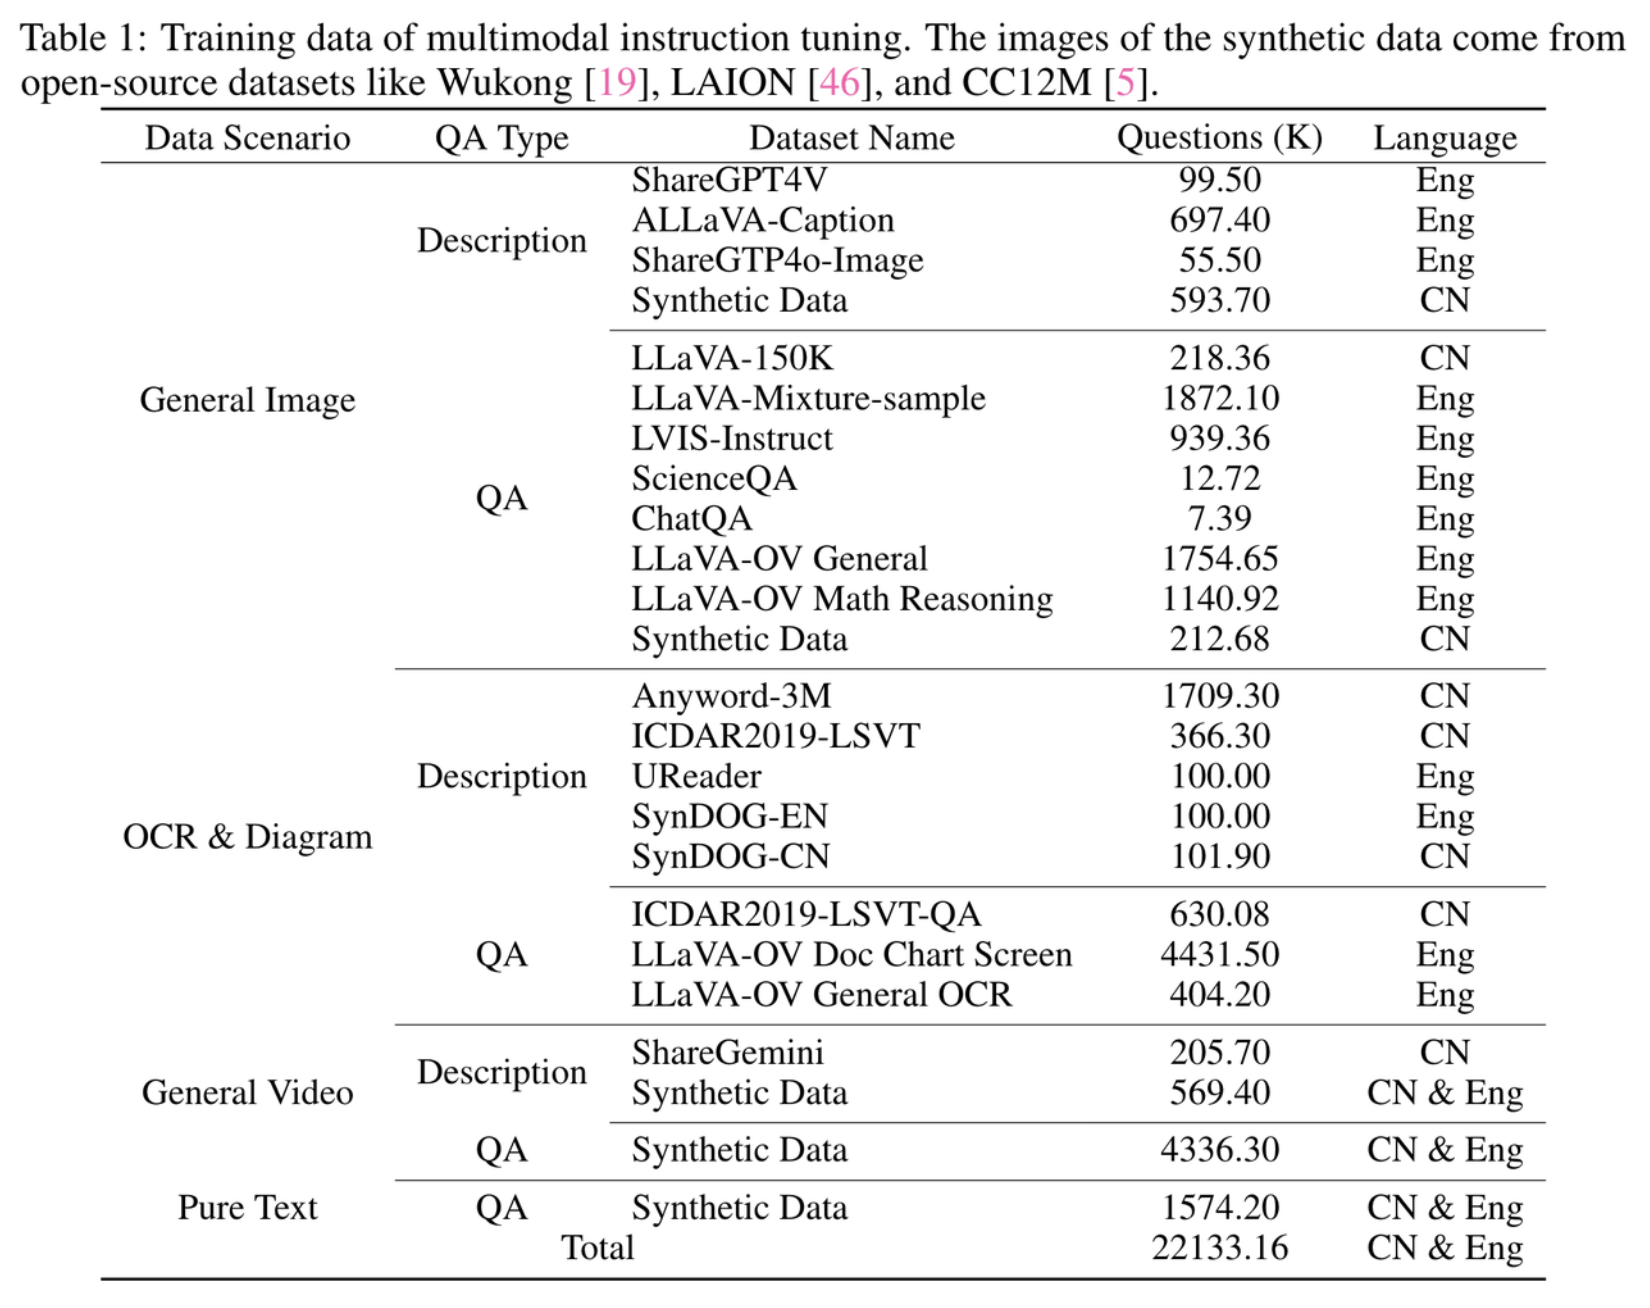 Table 1: Training data of multimodal instruction tuning. The images of the synthetic data come from
open-source datasets like Wukong [19], LAION [46], and CC12M [5].
Data Scenario QA Type Dataset Name Questions (K) Language
General Image Description ShareGPT4V 99.50 Eng
ALLaVA-Caption 697.40 Eng
ShareGTP4o-Image 55.50 Eng
Synthetic Data 593.70 CN
QA LLaVA-150K 218.36 CN
LLaVA-Mixture-sample 1872.10 Eng
LVIS-Instruct 939.36 Eng
ScienceQA 12.72 Eng
ChatQA 7.39 Eng
LLaVA-OV General 1754.65 Eng
LLaVA-OV Math Reasoning 1140.92 Eng
Synthetic Data 212.68 CN
OCR & Diagram Description Anyword-3M 1709.30 CN
ICDAR2019-LSVT 366.30 CN
UReader 100.00 Eng
SynDOG-EN 100.00 Eng
SynDOG-CN 101.90 CN
QA ICDAR2019-LSVT-QA 630.08 CN
LLaVA-OV Doc Chart Screen 4431.50 Eng
LLaVA-OV General OCR 404.20 Eng
General Video Description ShareGemini 205.70 CN
Synthetic Data 569.40 CN & Eng
QA Synthetic Data 4336.30 CN & Eng
Pure Text QA Synthetic Data 1574.20 CN & Eng
Total 22133.16 CN & Eng